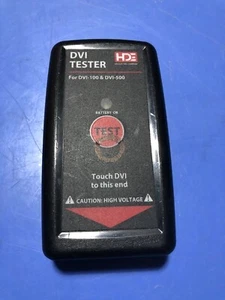 DVI
TESTER
HDE
For DVI-100 & DVI-500
BATTERY ON
TEST
Touch DVI
to this end
CAUTION: HIGH VOLTAGE